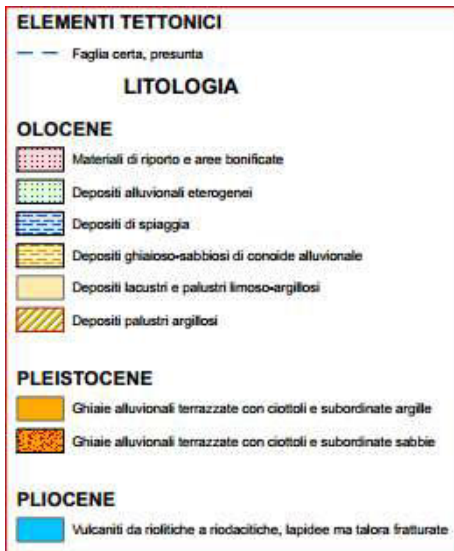 ELEMENTI TETTONICI
Faglia certa, presunta
LITOLOGIA
OLOCENE
Materiali di riporto e aree bonificate
Depositi alluvionali eterogenei
Depositi di spiaggia
Depositi ghiaioso-sabbiosi di conoide alluvionale
Depositi lacustri e palustri limoso-argillosi
Depositi palustri argillosi
PLEISTOCENE
Ghiaie alluvionali terrazzate con ciottoli e subordinate argille
Ghiaie alluvionali terrazzate con ciottoli e subordinate sabbie
PLIOCENE
Vulcaniti da riolitiche a riodacitiche, lapidee ma talora fratturate